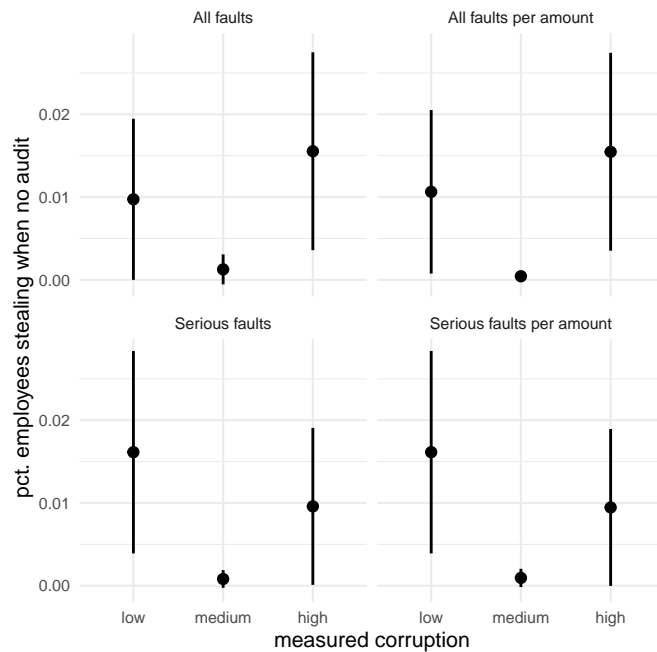 All faults
All faults per amount
0.02
0.01
0.00
Serious faults
Serious faults per amount
0.02
0.01
0.00
low
medium
high
low
medium
high
pct. employees stealing when no audit
measured corruption